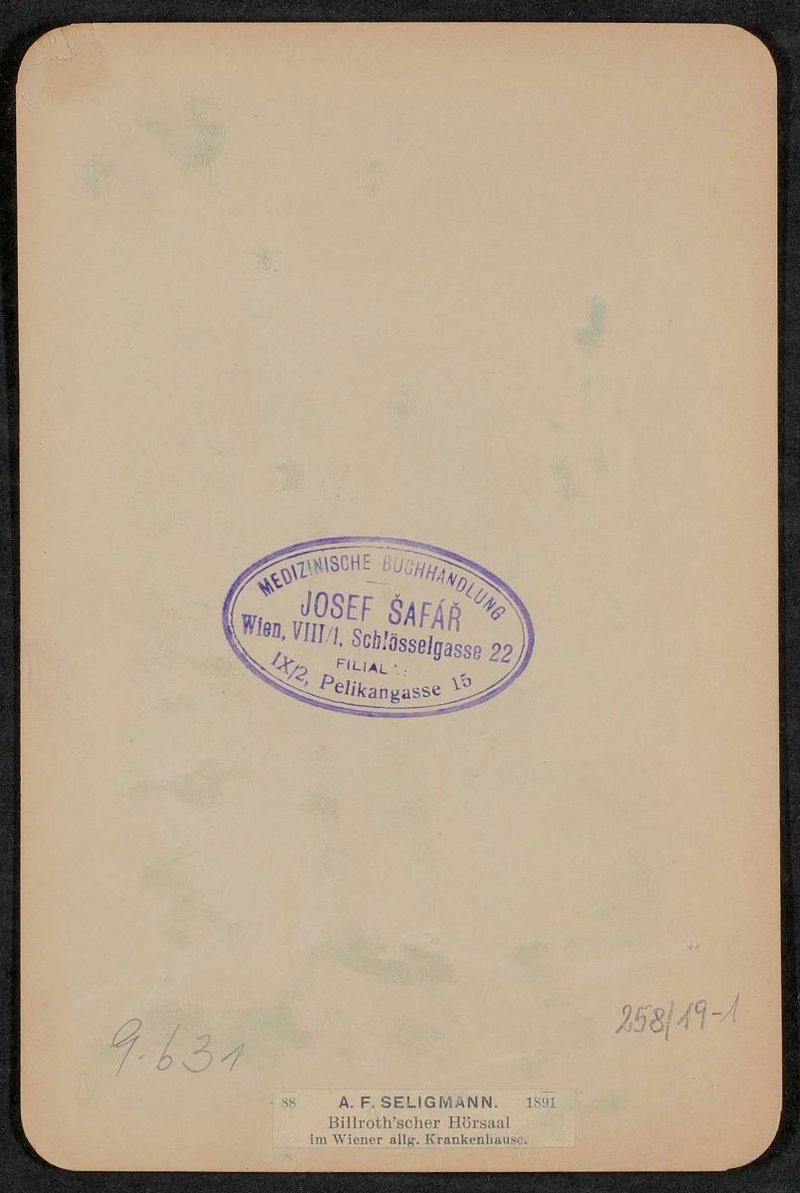 MEDIZINISCHE BUCHHANDLUNG
JOSEF ŠAFÁŘ
Wien, VIII/1, Schlösselgasse 22
FILIALE:
IX/2, Pelikangasse 15
258/19-1
9.631
88 A. F. SELIGMANN. 1891
Billroth'scher Hörsaal
im Wiener allg. Krankenhause.